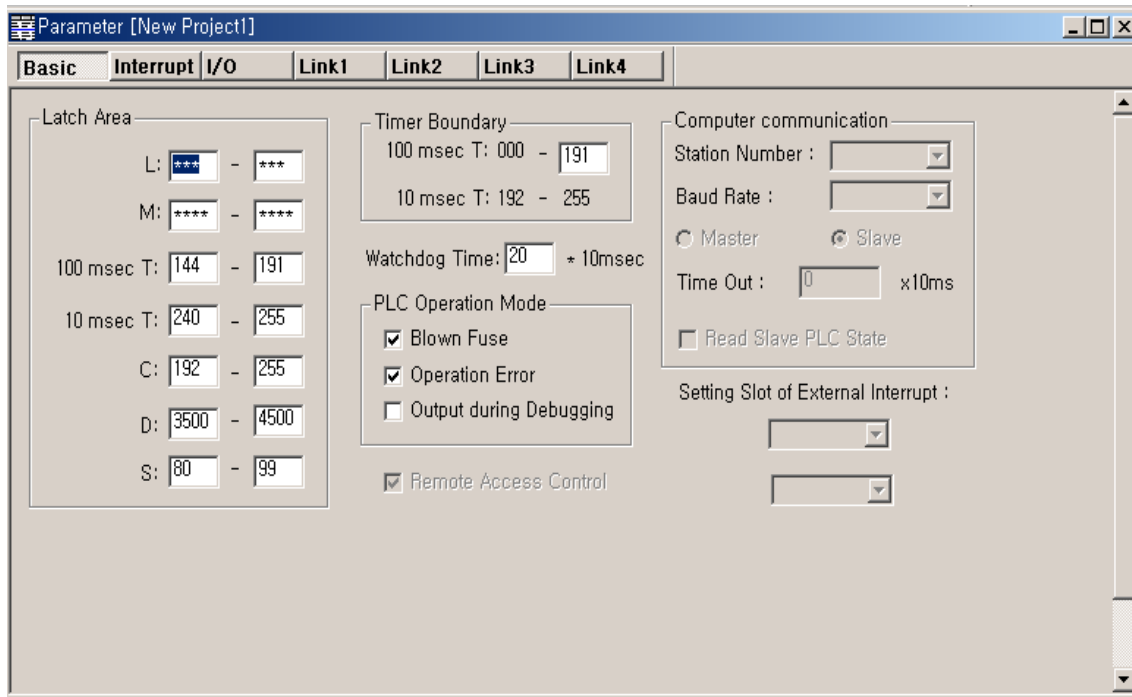 Parameter [New Project1]
Basic Interrupt I/O Link1 Link2 Link3 Link4
Latch Area
L: *** - ***
M: **** - ****
100 msec T: 144 - 191
10 msec T: 240 - 255
C: 192 - 255
D: 3500 - 4500
S: 80 - 99
Timer Boundary
100 msec T: 000 - 191
10 msec T: 192 - 255
Watchdog Time: 20 * 10msec
PLC Operation Mode
Blown Fuse
Operation Error
Output during Debugging
Remote Access Control
Computer communication
Station Number :
Baud Rate :
Master Slave
Time Out : 0 x10ms
Read Slave PLC State
Setting Slot of External Interrupt :